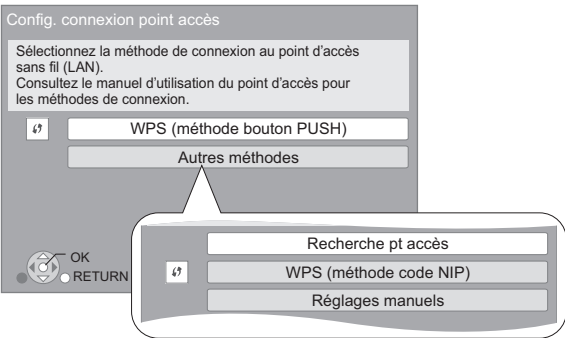 Config. connexion point accès
Sélectionnez la méthode de connexion au point d'accès
sans fil (LAN).
Consultez le manuel d'utilisation du point d'accès pour
les méthodes de connexion.
WPS (méthode bouton PUSH)
Autres méthodes
OK
RETURN
Recherche pt accès
WPS (méthode code NIP)
Réglages manuels